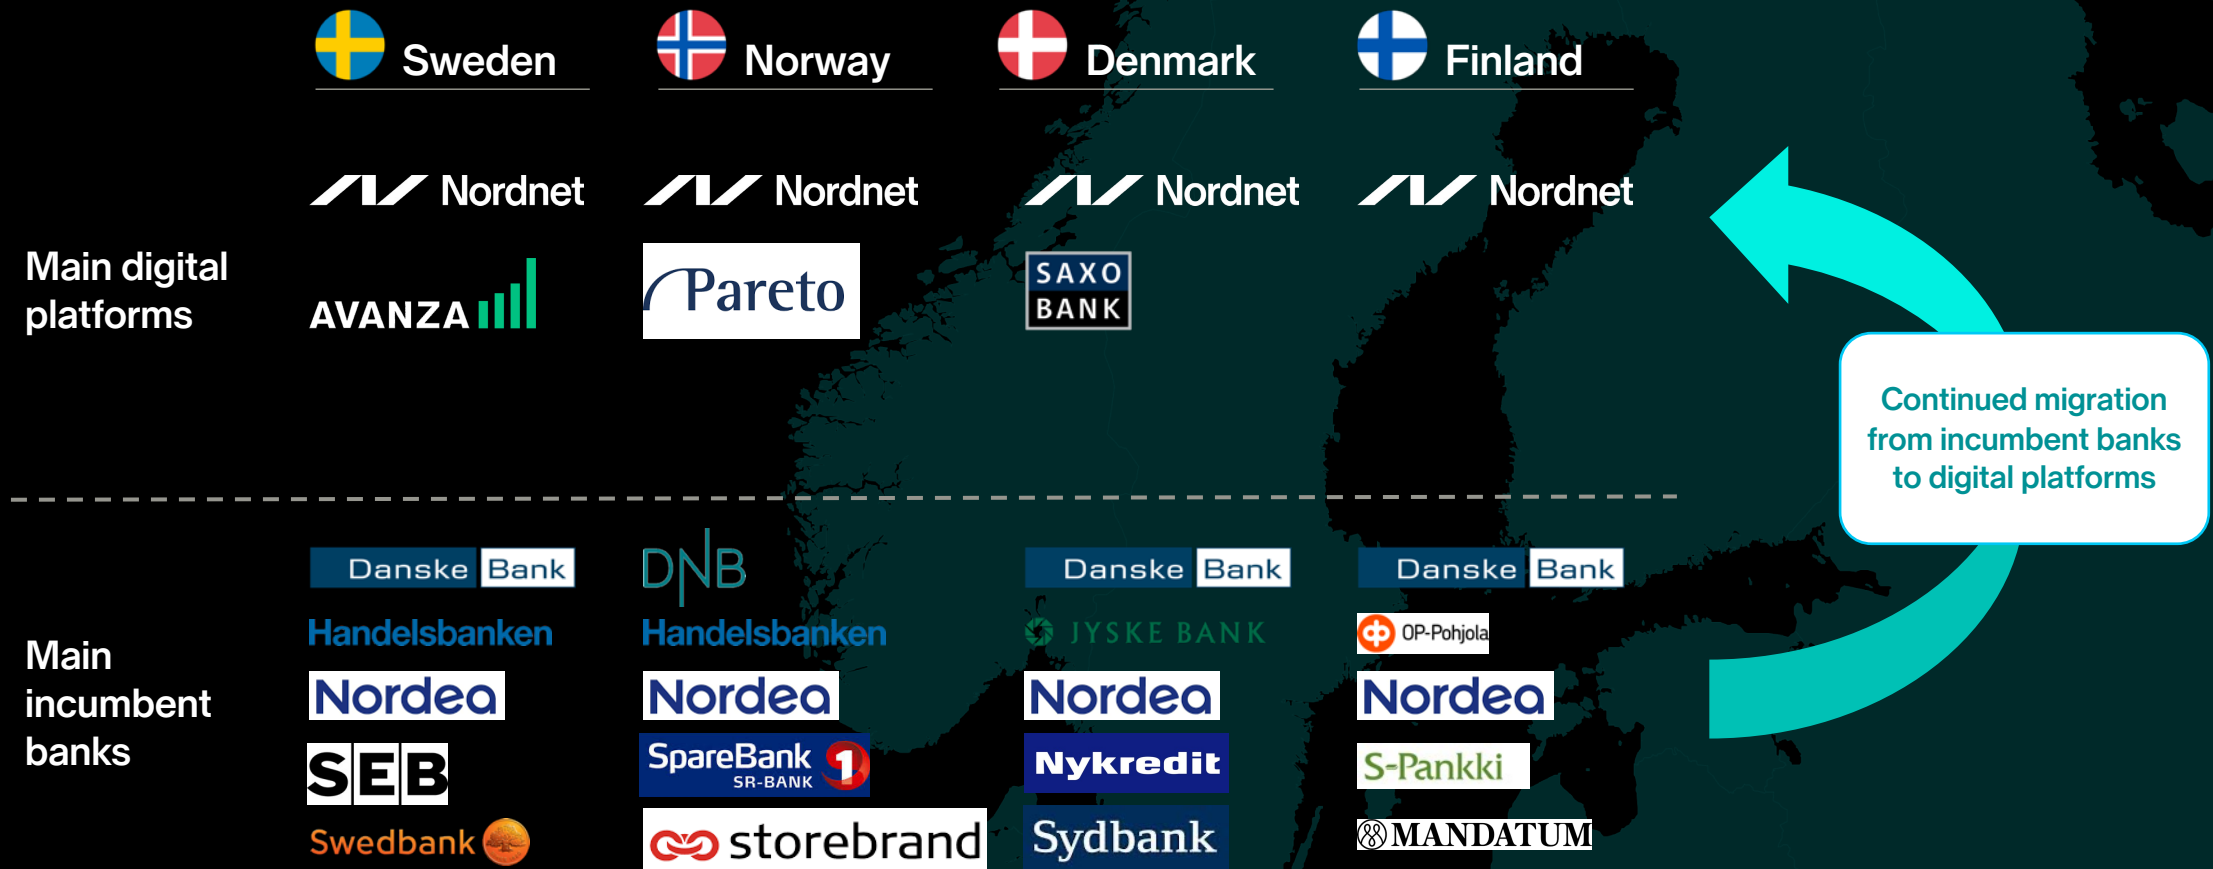 Sweden
Norway
Denmark
Finland
Main digital
platforms
Nordnet
Nordnet
Nordnet
Nordnet
AVANZA
Pareto
SAXO
BANK
Continued migration
from incumbent banks
to digital platforms
Main
incumbent
banks
Danske Bank
DNB
Danske Bank
Danske Bank
Handelsbanken
Handelsbanken
JYSKE BANK
OP-Pohjola
Nordea
Nordea
Nordea
Nordea
SEB
SpareBank 1
SR-BANK
Nykredit
S-Pankki
Swedbank
storebrand
Sydbank
MANDATUM